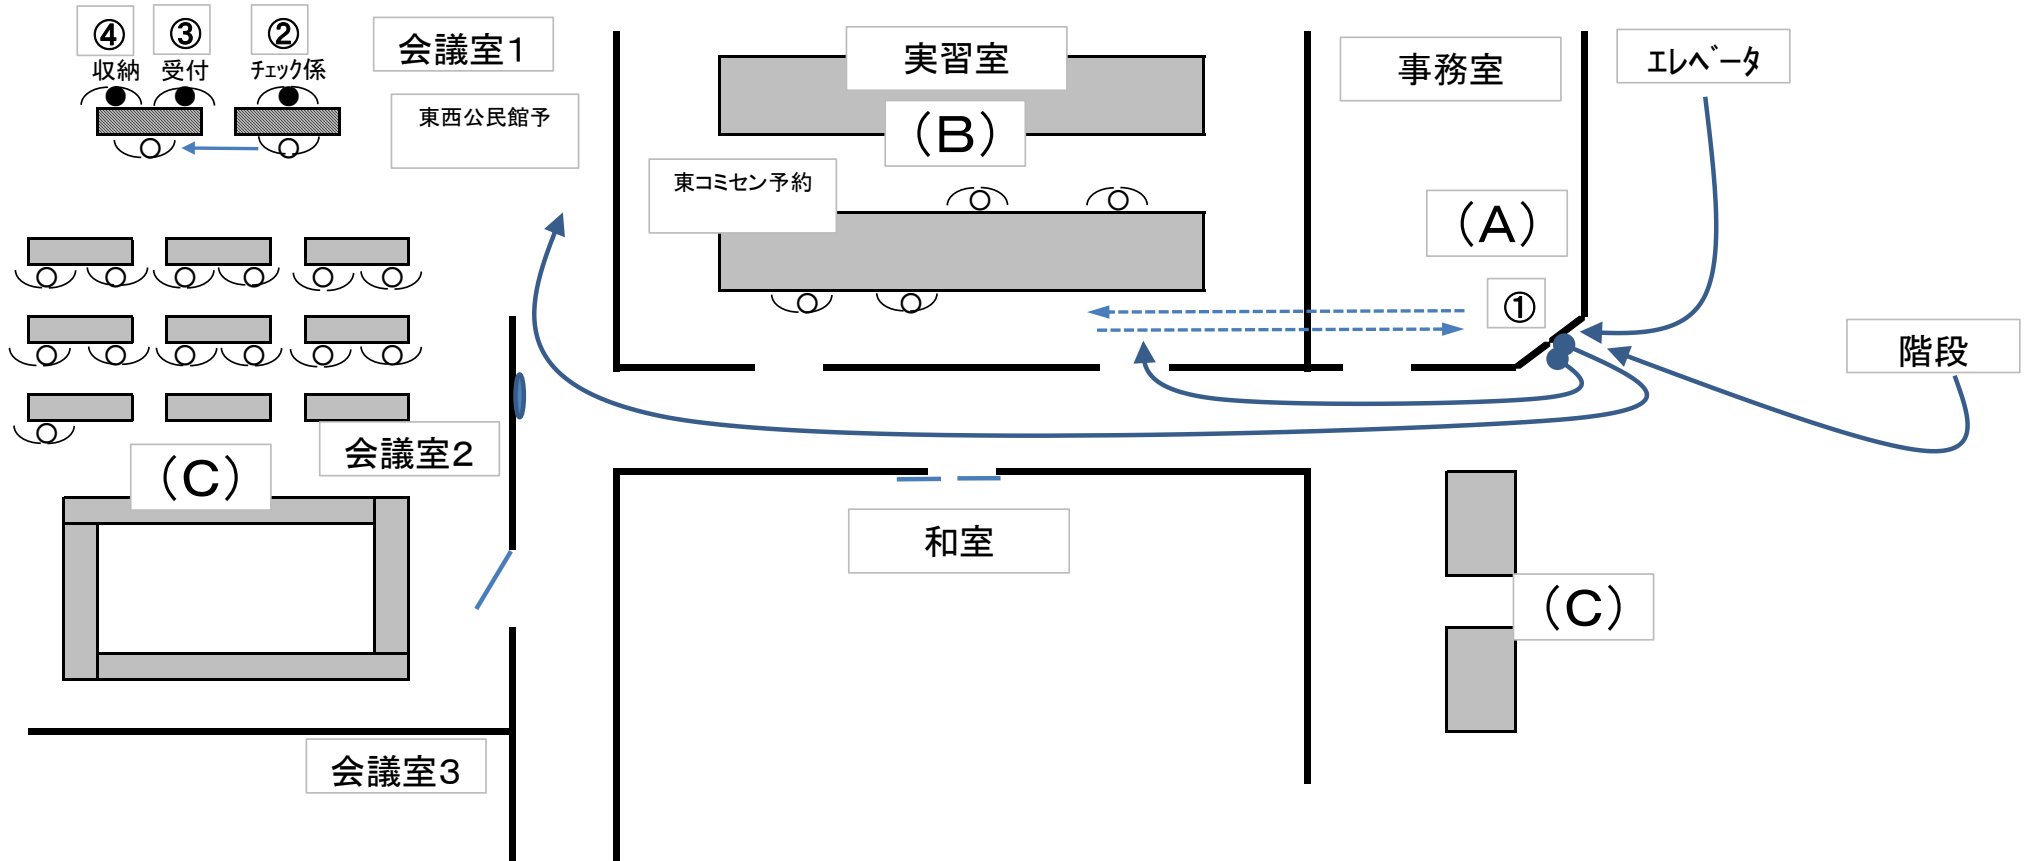 ④ ③ ②
収納 受付 ﾁｪｯｸ係
会議室１
東西公民館予
実習室
（Ｂ）
東コミセン予約
事務室
（Ａ）
①
ｴﾚﾍﾞｰﾀ
階段
会議室２
（Ｃ）
和室
（Ｃ）
会議室３